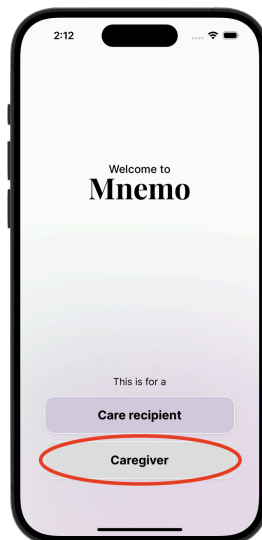 2:12
Welcome to
Mnemo
This is for a
Care recipient
Caregiver